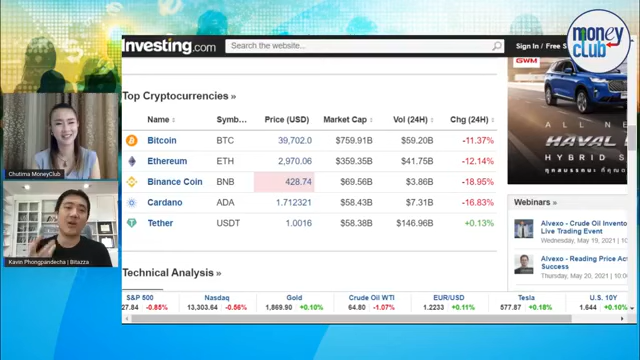 money club
Investing.com
Search the website...
Sign In / Free S
GWM
Top Cryptocurrencies »
Name Symb... Price (USD) Market Cap Vol (24H) Chg (24H)
Bitcoin BTC 39,702.0 $759.91B $59.20B -11.37%
Ethereum ETH 2,970.06 $359.35B $41.75B -12.14%
Binance Coin BNB 428.74 $69.56B $3.86B -18.95%
Cardano ADA 1.712321 $58.43B $7.31B -16.83%
Tether USDT 1.0016 $58.38B $146.96B +0.13%
Technical Analysis »
ALL NE
HAVAL
HYBRID S
Webinars »
Alvexo - Crude Oil Invento
Live Trading Event
Wednesday, May 19, 2021
Alvexo - Reading Price Act
Success
Thursday, May 20, 2021
S&P 500 Nasdaq Gold Crude Oil WTI EUR/USD Tesla U.S. 10Y
27.84 -0.85% 13,303.64 -0.56% 1,869.90 +0.10% 64.80 -1.07% 1.2233 +0.11% 577.87 +0.18% 1.644 +0.10%
Chutima MoneyClub
Kavin Phongpandecha | Bitazza